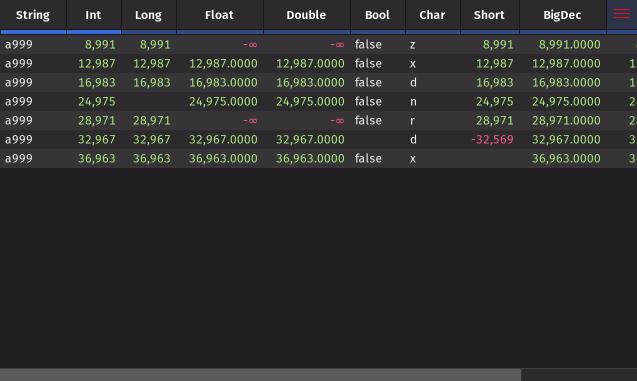 String Int Long Float Double Bool Char Short BigDec
a999 8,991 8,991 -∞ -∞ false z 8,991 8,991.0000
a999 12,987 12,987 12,987.0000 12,987.0000 false x 12,987 12,987.0000
a999 16,983 16,983 16,983.0000 16,983.0000 false d 16,983 16,983.0000
a999 24,975 24,975.0000 24,975.0000 false n 24,975 24,975.0000
a999 28,971 28,971 -∞ -∞ false r 28,971 28,971.0000
a999 32,967 32,967 32,967.0000 32,967.0000 d -32,569 32,967.0000
a999 36,963 36,963 36,963.0000 36,963.0000 false x 36,963.0000